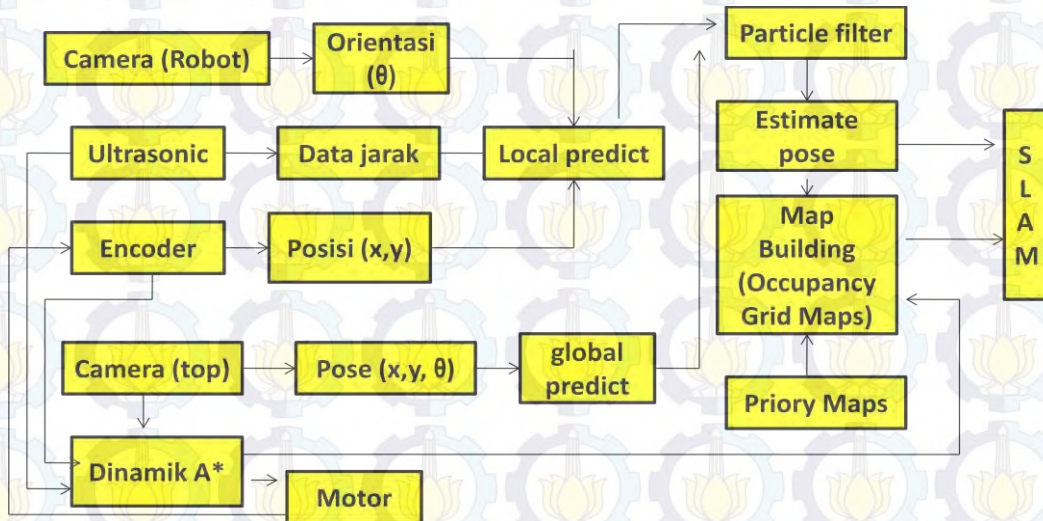 Camera (Robot)
Orientasi
(θ)
Particle filter
Ultrasonic
Data jarak
Local predict
Estimate
pose
S
L
A
M
Encoder
Posisi (x,y)
Map
Building
(Occupancy
Grid Maps)
Camera (top)
Pose (x,y, θ)
global
predict
Priory Maps
Dinamik A*
Motor